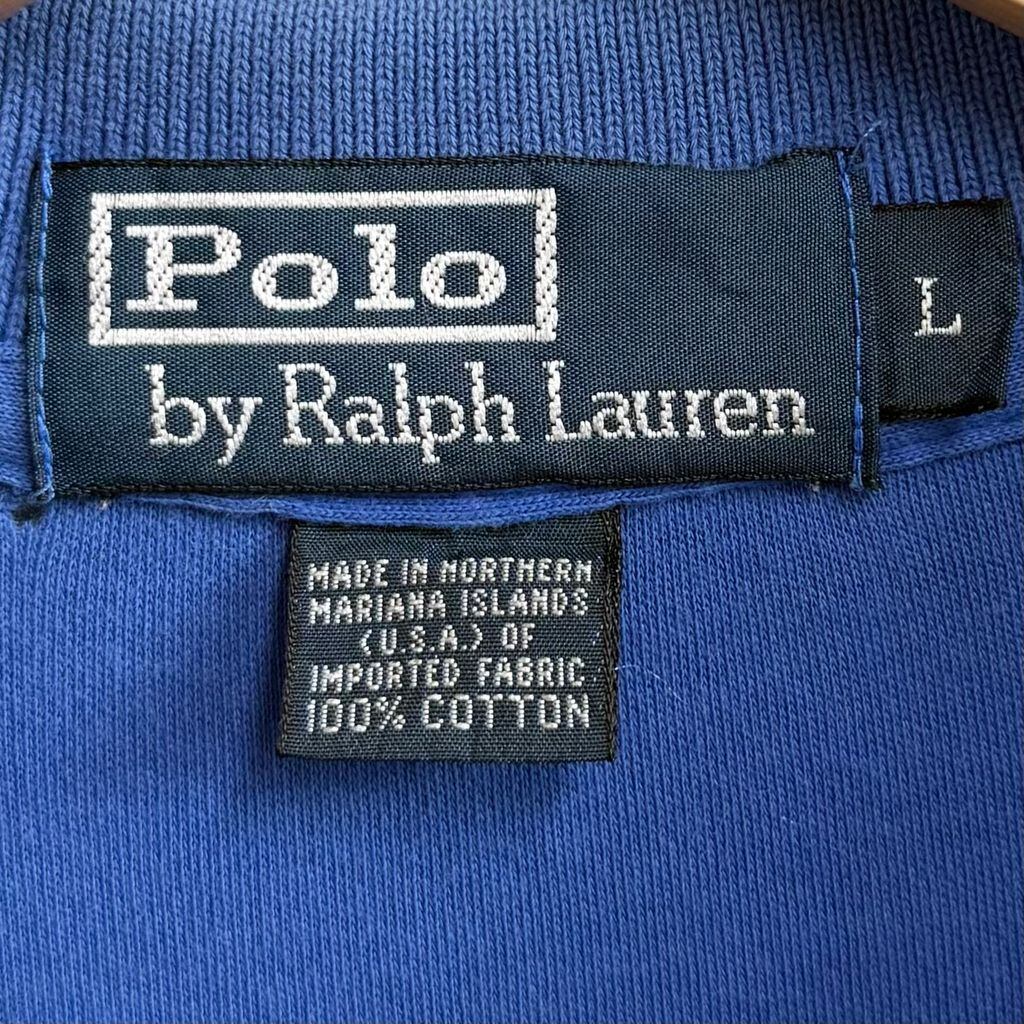 Polo
by Ralph Lauren
L
MADE IN NORTHERN
MARIANA ISLANDS
(U.S.A.) OF
IMPORTED FABRIC
100% COTTON